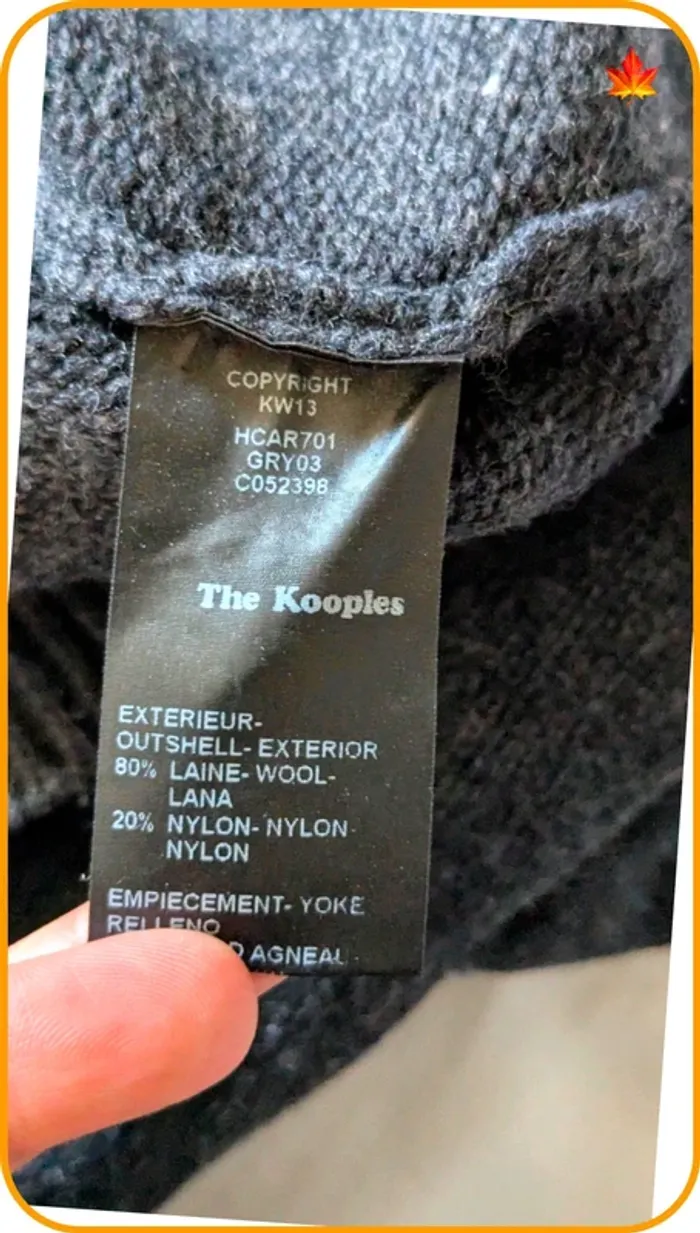 COPYRIGHT
KW13
HCAR701
GRY03
C052398
The Kooples
EXTERIEUR-
OUTSHELL- EXTERIOR
80% LAINE- WOOL-
LANA
20% NYLON- NYLON-
NYLON
EMPIECEMENT- YOKE
RELLENO
AGNEAU-